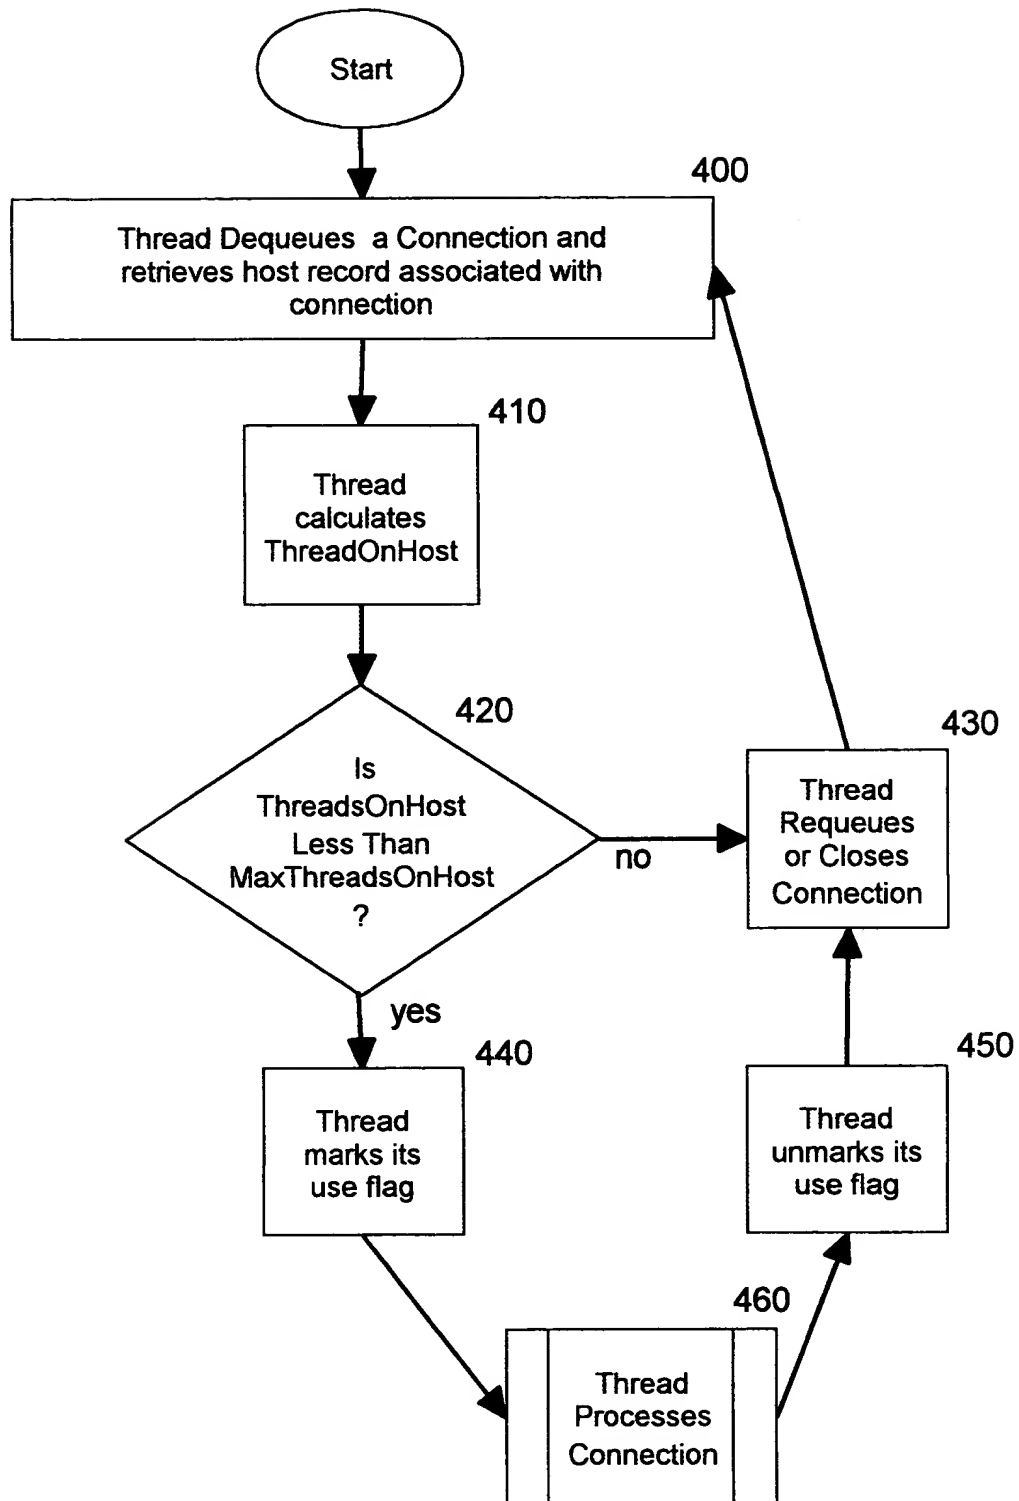 Start
400
Thread Dequeues a Connection and
retrieves host record associated with
connection
410
Thread
calculates
ThreadOnHost
420
Is
ThreadsOnHost
Less Than
MaxThreadsOnHost
?
no
430
Thread
Requeues
or Closes
Connection
yes
440
Thread
marks its
use flag
450
Thread
unmarks its
use flag
460
Thread
Processes
Connection